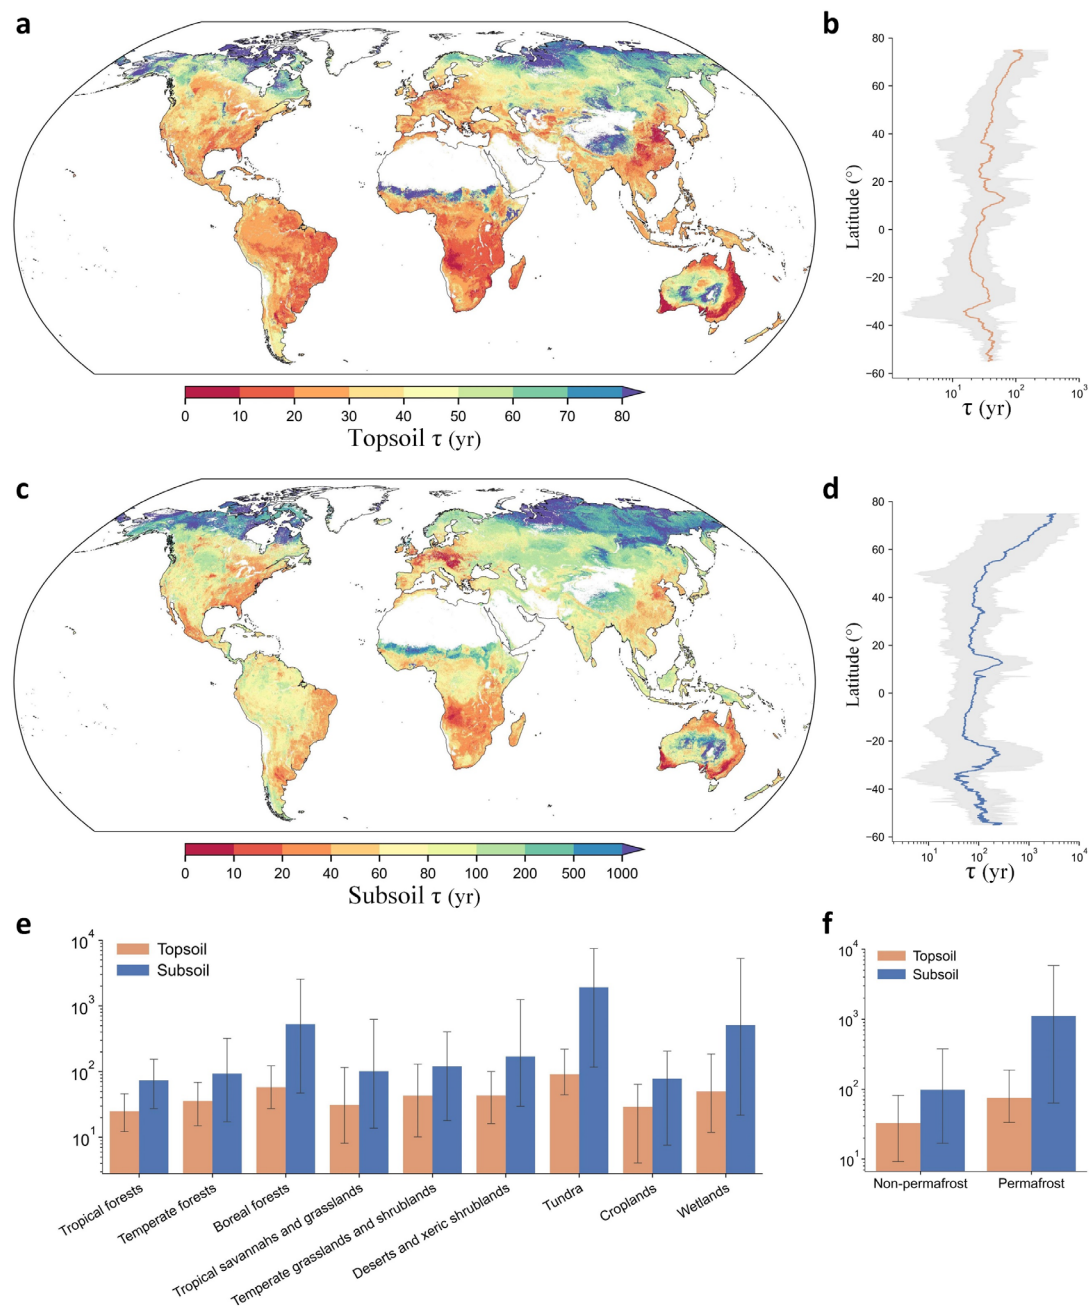 a
0 10 20 30 40 50 60 70 80
Topsoil τ (yr)
b
80
60
40
20
0
−20
−40
−60
Latitude (°)
10¹ 10² 10³
τ (yr)
c
0 10 20 40 60 80 100 200 500 1000
Subsoil τ (yr)
d
80
60
40
20
0
−20
−40
−60
Latitude (°)
10¹ 10² 10³ 10⁴
τ (yr)
e
Topsoil
Subsoil
10⁴
10³
10²
10¹
Tropical forests
Temperate forests
Boreal forests
Tropical savannahs and grasslands
Temperate grasslands and shrublands
Deserts and xeric shrublands
Tundra
Croplands
Wetlands
f
Topsoil
Subsoil
10⁴
10³
10²
10¹
Non-permafrost Permafrost